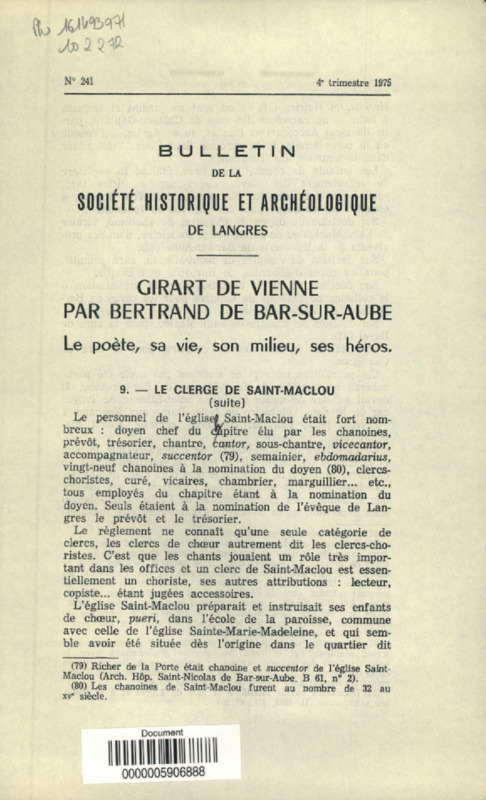 N° 241
4e trimestre 1975
BULLETIN
DE LA
SOCIÉTÉ HISTORIQUE ET ARCHÉOLOGIQUE
DE LANGRES
GIRART DE VIENNE
PAR BERTRAND DE BAR-SUR-AUBE
Le poète, sa vie, son milieu, ses héros.
9. — LE CLERGE DE SAINT-MACLOU
(suite)
Le personnel de l'église Saint-Maclou était fort nom-
breux : doyen chef du capitre élu par les chanoines,
prévôt, trésorier, chantre, cantor, sous-chantre, vicecantor,
accompagnateur, succentor (79), semainier, ebdomadarius,
vingt-neuf chanoines à la nomination du doyen (80), clercs-
choristes, curé, vicaires, chambrier, marguillier... etc.,
tous employés du chapitre étant à la nomination du
doyen. Seuls étaient à la nomination de l'évêque de Lan-
gres le prévôt et le trésorier.
Le règlement ne connaît qu'une seule catégorie de
clercs, les clercs de chœur autrement dit les clercs-cho-
ristes. C'est que les chants jouaient un rôle très impor-
tant dans les offices et un clerc de Saint-Maclou est essen-
tiellement un choriste, ses autres attributions : lecteur,
copiste... étant jugées accessoires.
L'église Saint-Maclou préparait et instruisait ses enfants
de chœur, pueri, dans l'école de la paroisse, commune
avec celle de l'église Sainte-Marie-Madeleine, et qui sem-
ble avoir été située dès l'origine dans le quartier dit
(79) Richer de la Porte était chanoine et succentor de l'église Saint-
Maclou (Arch. Hôp. Saint-Nicolas de Bar-sur-Aube. B 61, n° 2).
(80) Les chanoines de Saint-Maclou furent au nombre de 32 au
XVe siècle.
Document
0000005906888